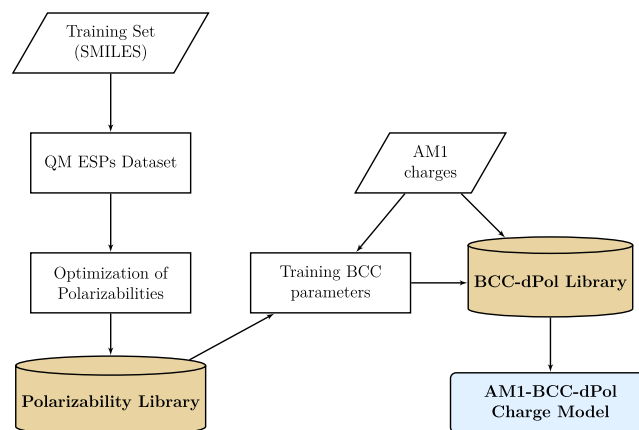 Training Set
(SMILES)
QM ESPs Dataset
Optimization of
Polarizabilities
Polarizability Library
AM1
charges
Training BCC
parameters
BCC-dPol Library
AM1-BCC-dPol
Charge Model